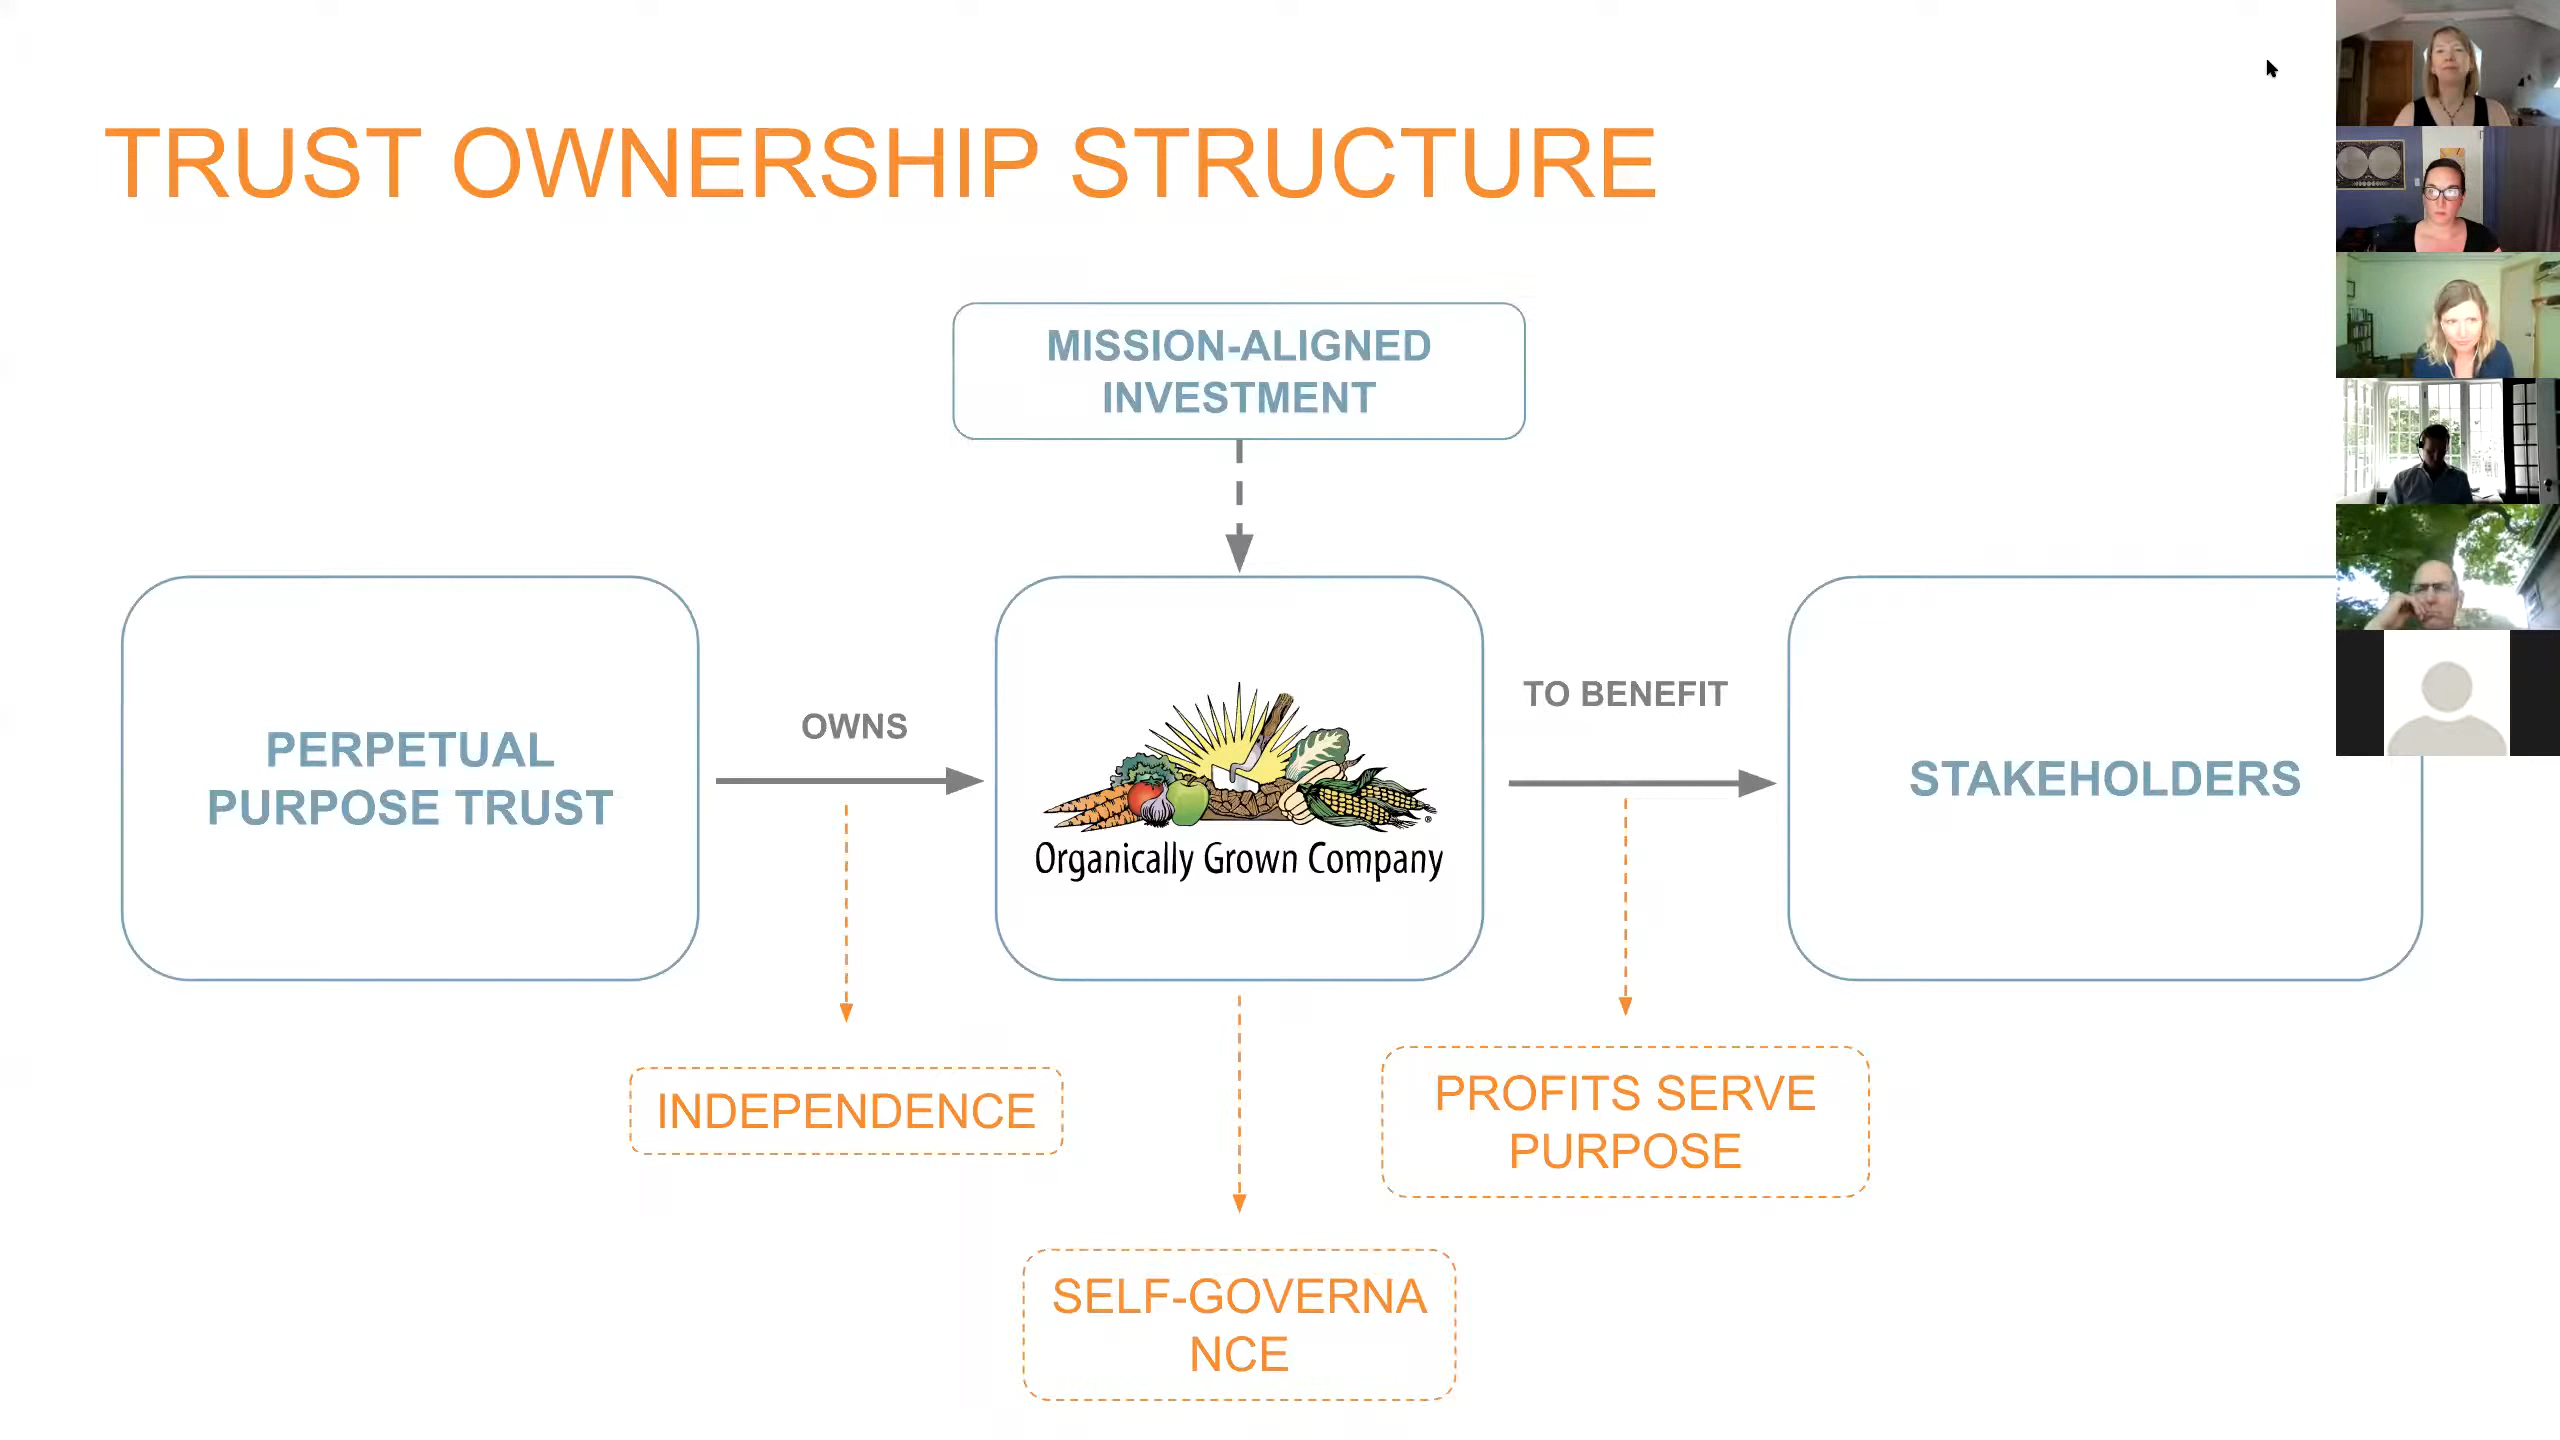 TRUST OWNERSHIP STRUCTURE
MISSION-ALIGNED
INVESTMENT
PERPETUAL
PURPOSE TRUST
OWNS
®
Organically Grown Company
TO BENEFIT
STAKEHOLDERS
INDEPENDENCE
PROFITS SERVE
PURPOSE
SELF-GOVERNA
NCE